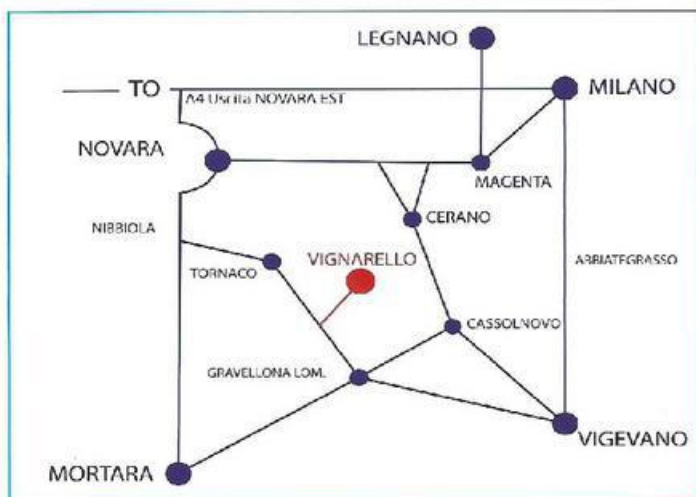 LEGNANO
TO
MILANO
A4 Uscita NOVARA EST
NOVARA
MAGENTA
CERANO
NIBBIOLA
VIGNARELLO
ABBIATEGRASSO
TORNACO
CASSOLNOVO
GRAVELLONA LOM.
VIGEVANO
MORTARA